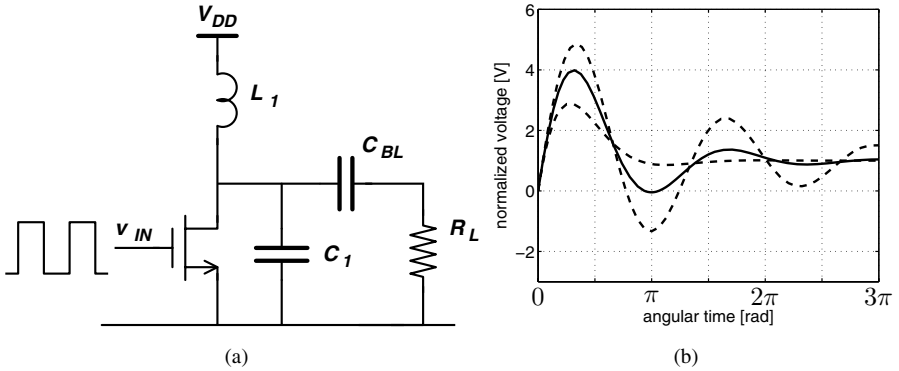 V_DD
L_1
C_BL
v_IN
C_1
R_L
(a)
normalized voltage [V]
6
4
2
0
−2
0
π
2π
3π
angular time [rad]
(b)